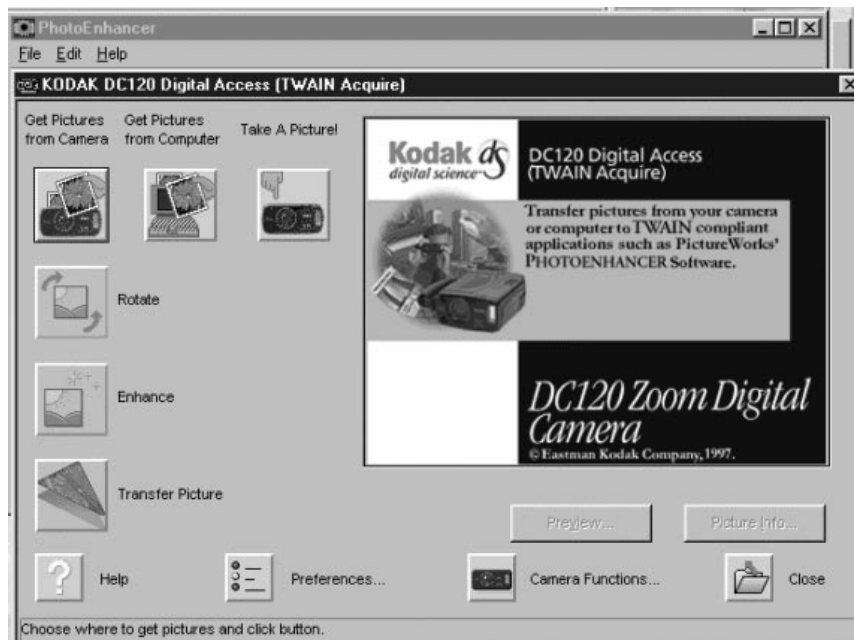 PhotoEnhancer
File Edit Help
KODAK DC120 Digital Access (TWAIN Acquire)
Get Pictures
from Camera
Get Pictures
from Computer
Take A Picture!
Rotate
Enhance
Transfer Picture
Kodak ds
digital science
DC120 Digital Access
(TWAIN Acquire)
Transfer pictures from your camera
or computer to TWAIN compliant
applications such as PictureWorks'
PHOTOENHANCER Software.
DC120 Zoom Digital
Camera
©Eastman Kodak Company, 1997.
Preview...
Picture Info...
Help
Preferences...
Camera Functions...
Close
Choose where to get pictures and click button.